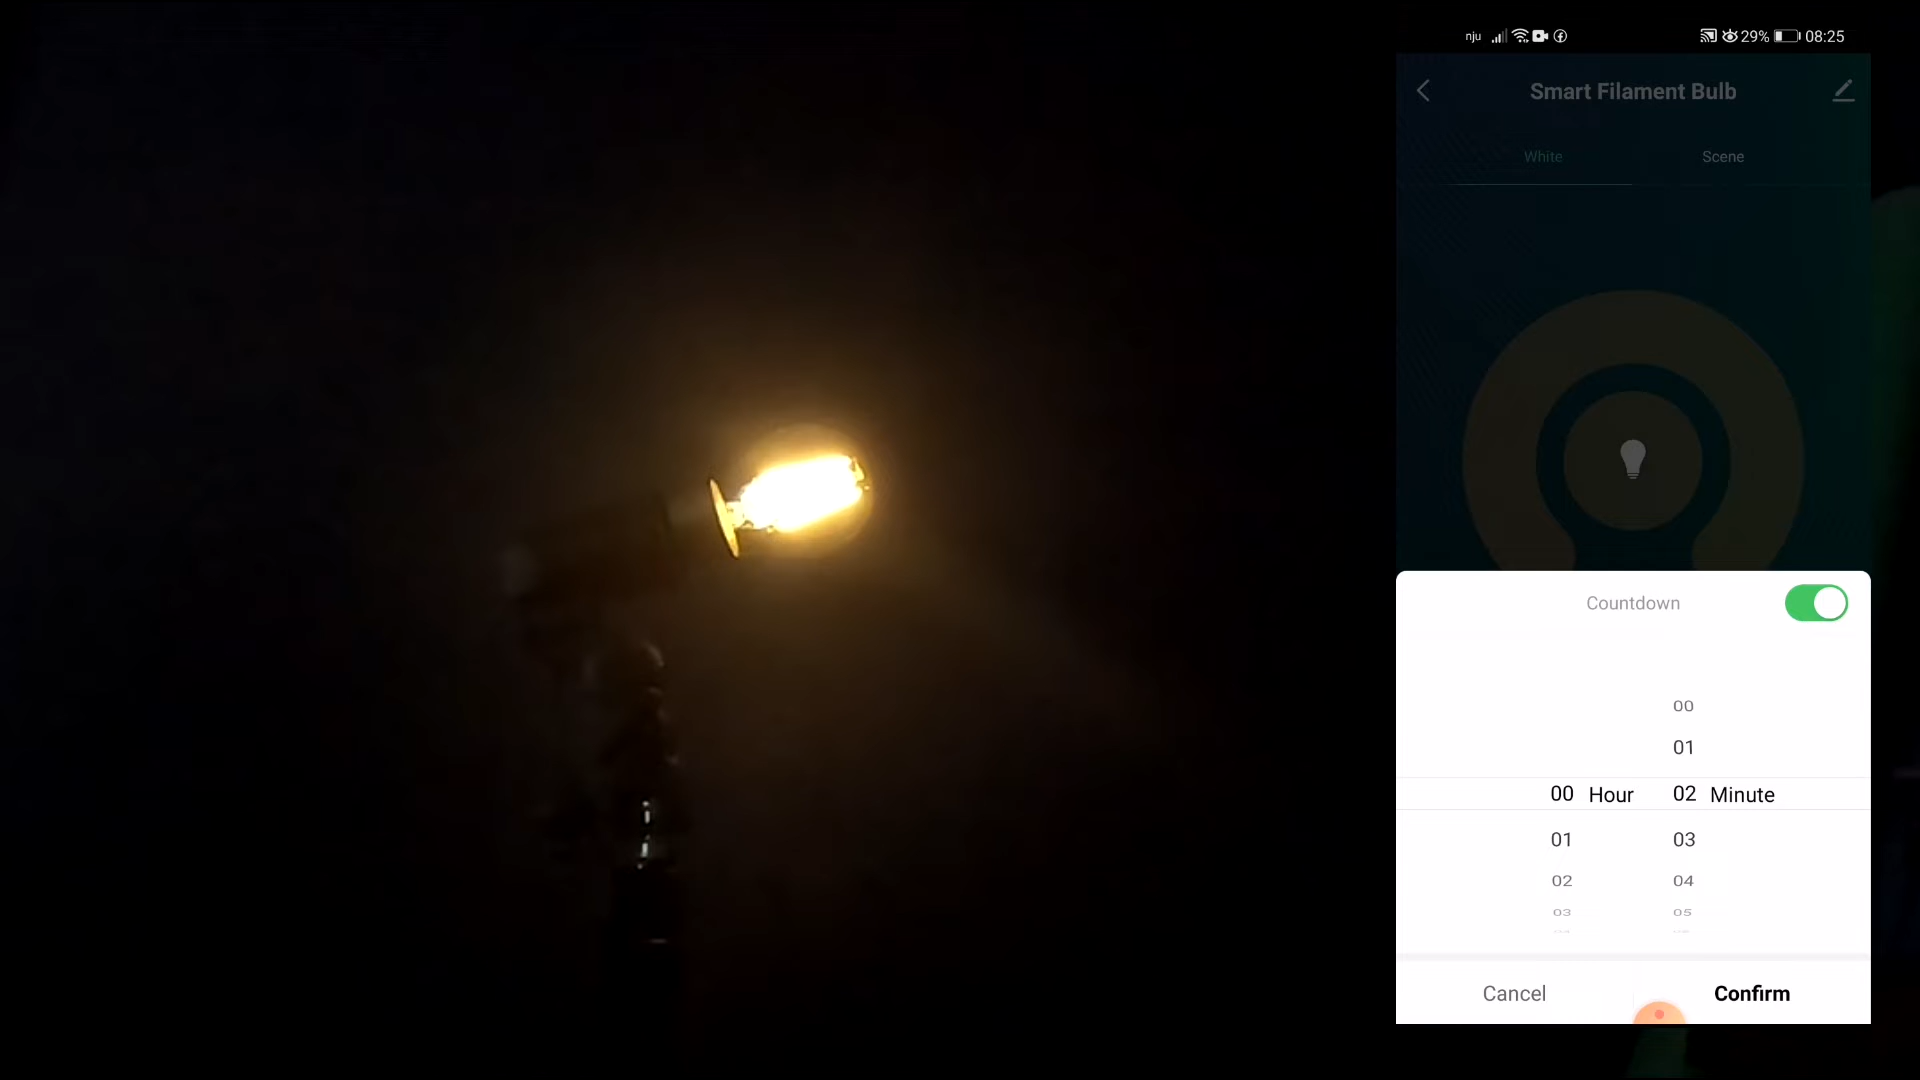 nju 29% 08:25
Smart Filament Bulb
White Scene
Countdown
00
01
00 Hour 02 Minute
01 03
02 04
03 05
Cancel Confirm